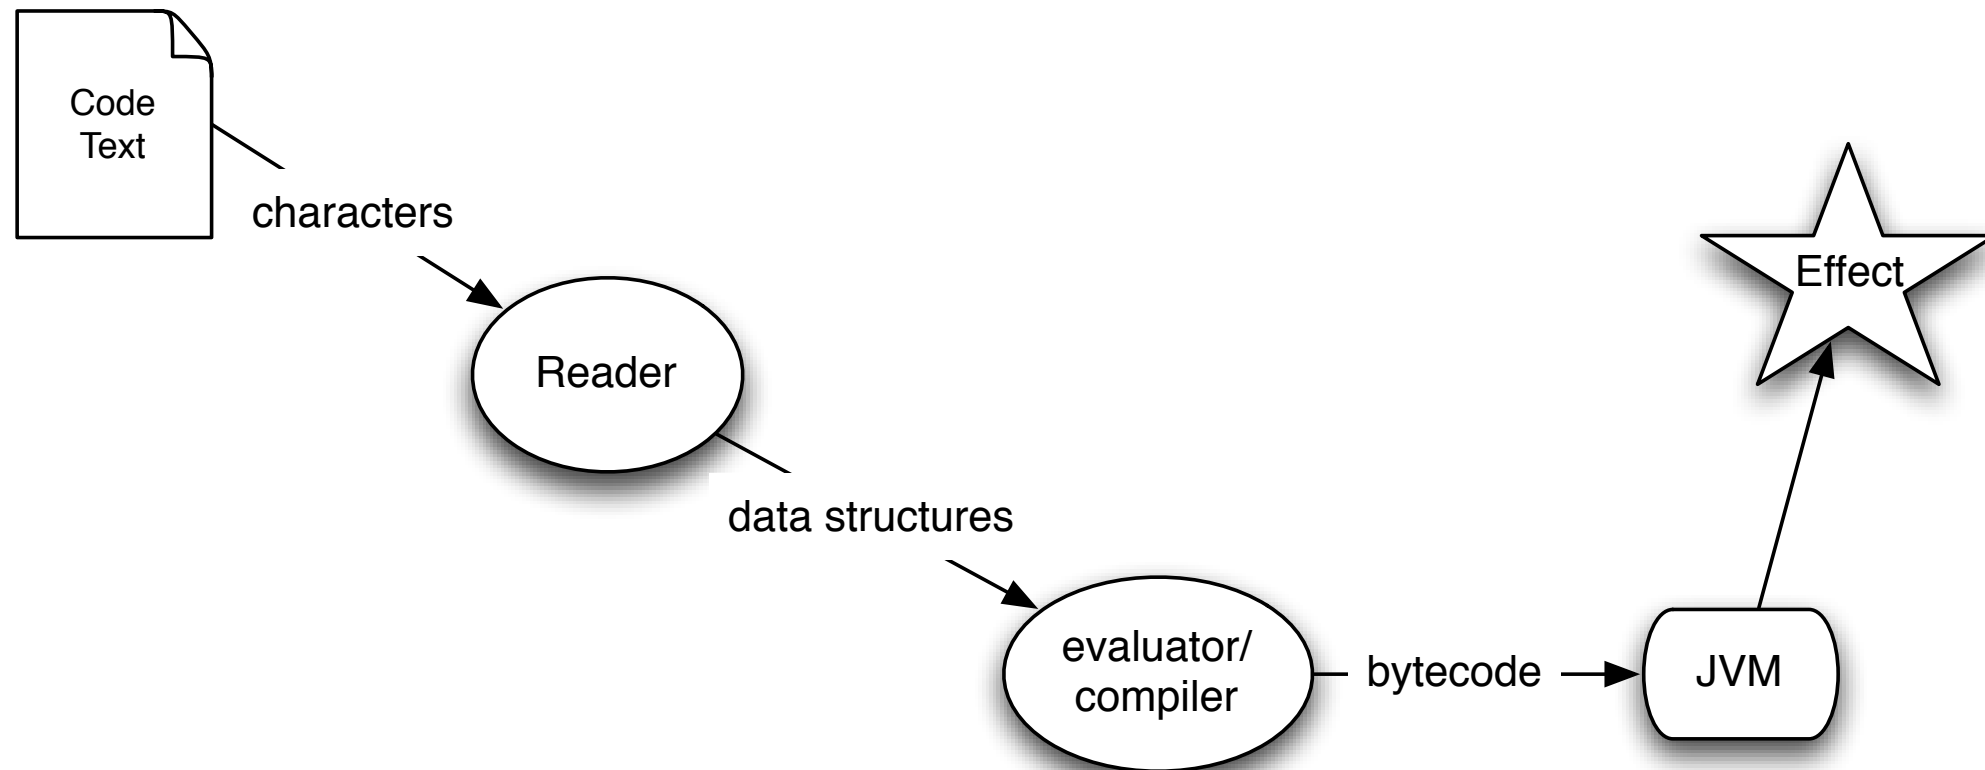 Code
Text
characters
Effect
Reader
data structures
evaluator/
compiler
bytecode
JVM